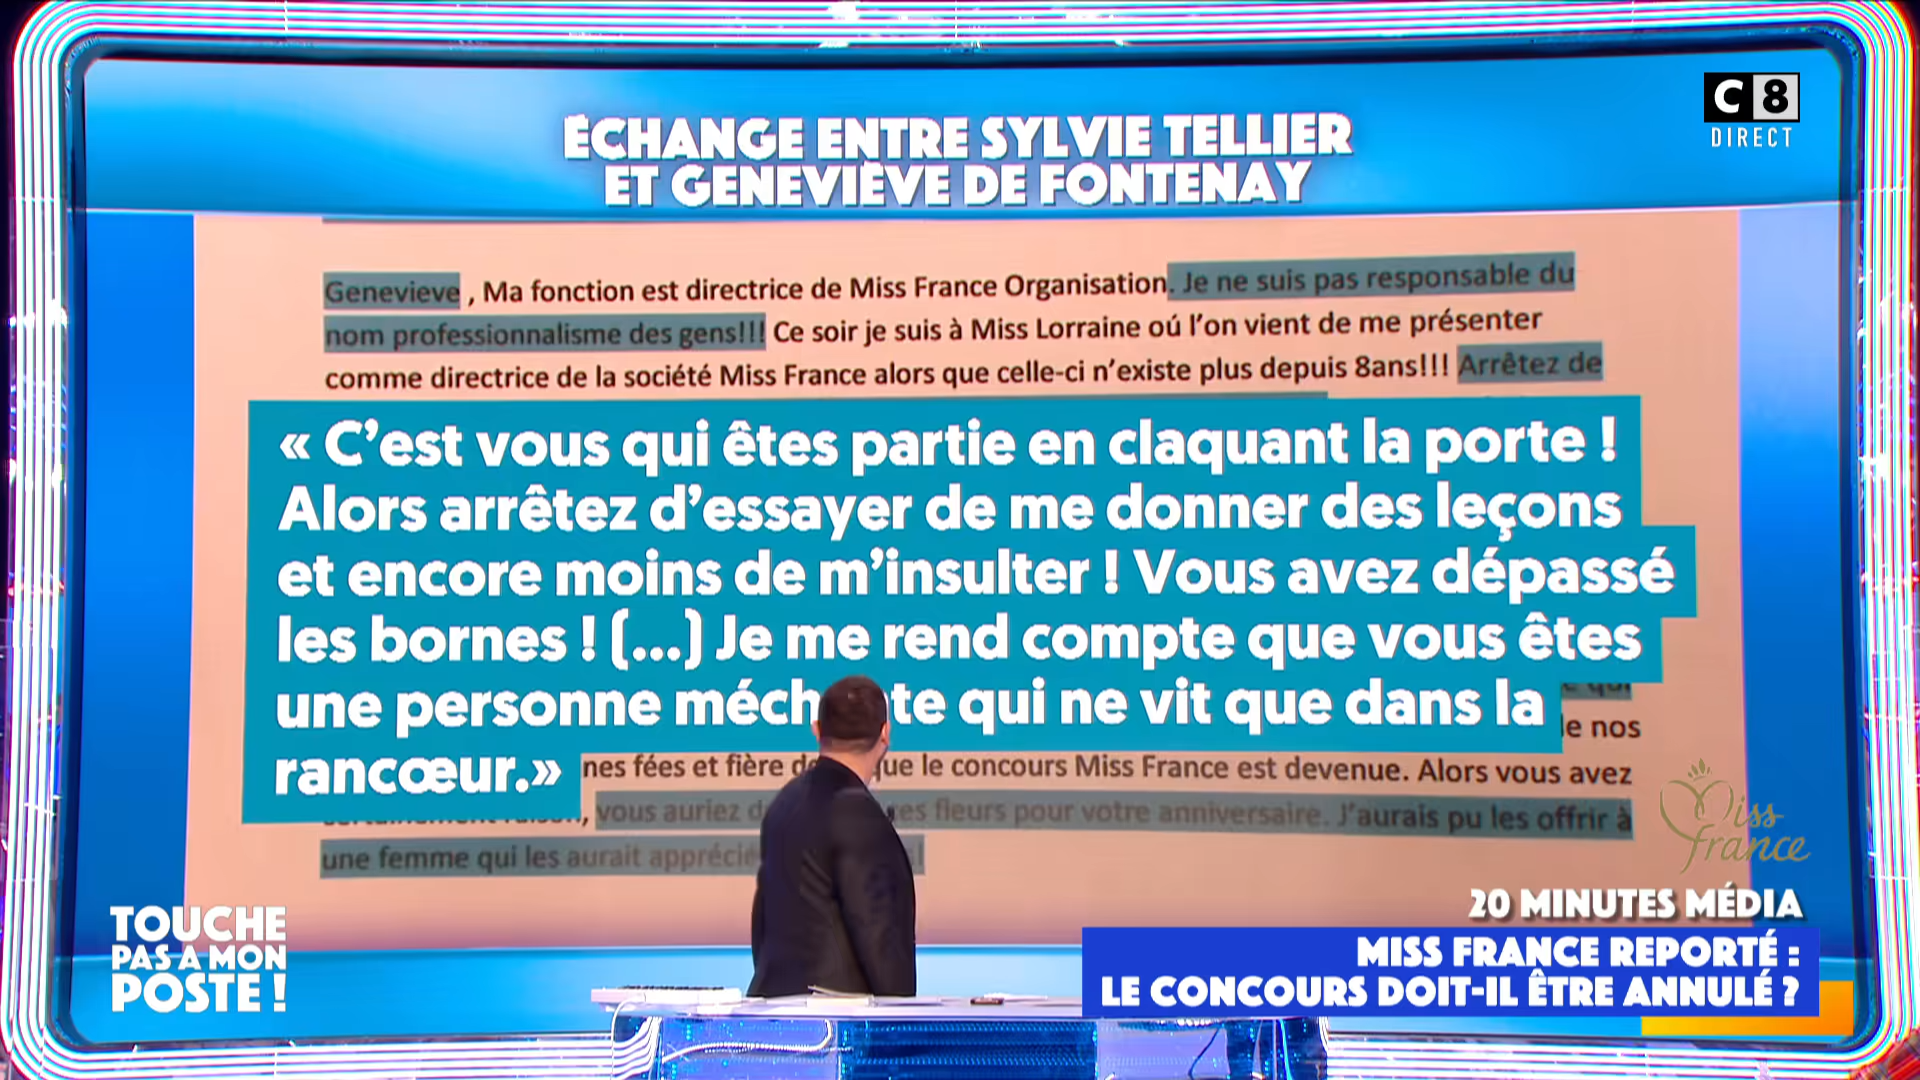 C8
DIRECT
ÉCHANGE ENTRE SYLVIE TELLIER
ET GENEVIÈVE DE FONTENAY
Genevieve , Ma fonction est directrice de Miss France Organisation. Je ne suis pas responsable du
nom professionnalisme des gens!!! Ce soir je suis à Miss Lorraine oú l’on vient de me présenter
comme directrice de la société Miss France alors que celle-ci n’existe plus depuis 8ans!!! Arrêtez de
« C’est vous qui êtes partie en claquant la porte !
Alors arrêtez d’essayer de me donner des leçons
et encore moins de m’insulter ! Vous avez dépassé
les bornes ! (...) Je me rend compte que vous êtes
une personne méch te qui ne vit que dans la
rancœur.»
qui
nos
nes fées et fière que le concours Miss France est devenue. Alors vous avez
vous auriez fleurs pour votre anniversaire. J’aurais pu les offrir à
une femme qui les aurait
Miss
france
TOUCHE
PAS A MON
POSTE !
20 MINUTES MÉDIA
MISS FRANCE REPORTÉ :
LE CONCOURS DOIT-IL ÊTRE ANNULÉ ?